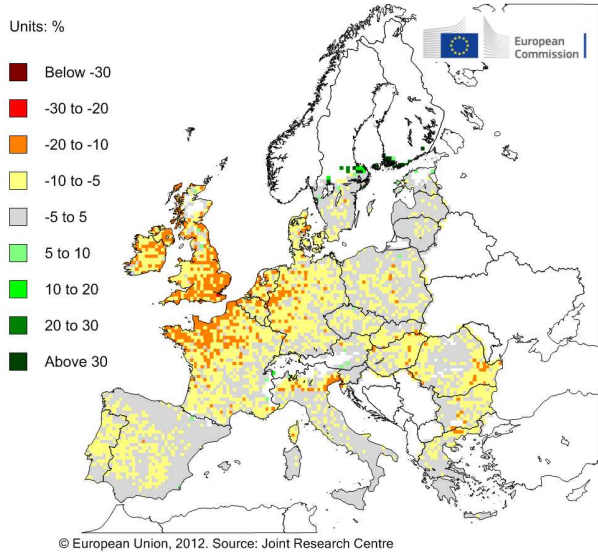 Units: %
European
Commission
Below -30
-30 to -20
-20 to -10
-10 to -5
-5 to 5
5 to 10
10 to 20
20 to 30
Above 30
© European Union, 2012. Source: Joint Research Centre